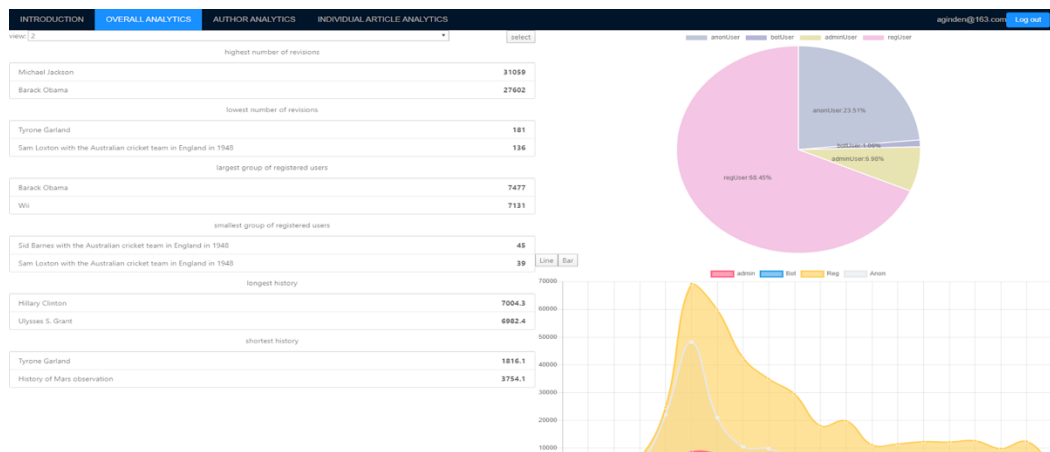 INTRODUCTION OVERALL ANALYTICS AUTHOR ANALYTICS INDIVIDUAL ARTICLE ANALYTICS aginden@163.com Log out
view: 2 select
highest number of revisions
Michael Jackson 31059
Barack Obama 27602
lowest number of revisions
Tyrone Garland 181
Sam Loxton with the Australian cricket team in England in 1948 136
largest group of registered users
Barack Obama 7477
Wii 7131
smallest group of registered users
Sid Barnes with the Australian cricket team in England in 1948 45
Sam Loxton with the Australian cricket team in England in 1948 39
longest history
Hillary Clinton 7004.3
Ulysses S. Grant 6982.4
shortest history
Tyrone Garland 1816.1
History of Mars observation 3754.1
anonUser botUser adminUser regUser
anonUser:23.51%
botUser:1.06%
adminUser:6.98%
regUser:68.45%
Line Bar
admin Bot Reg Anon
70000
60000
50000
40000
30000
20000
10000